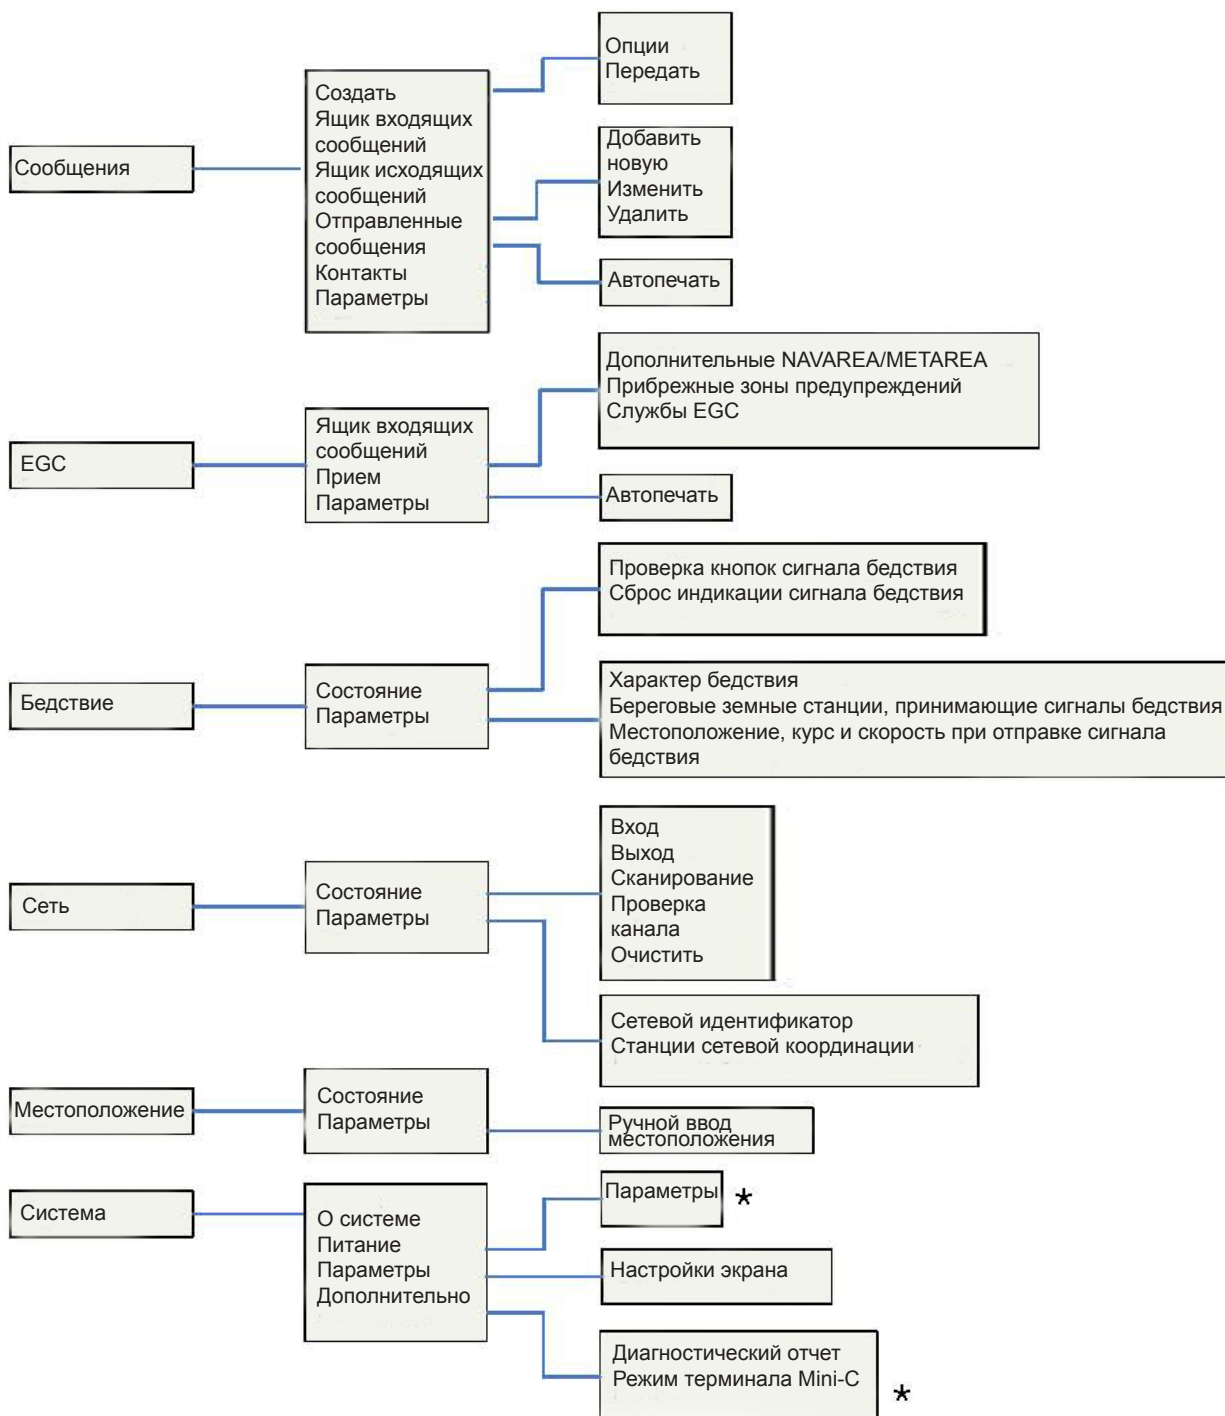 Сообщения
Создать
Ящик входящих
сообщений
Ящик исходящих
сообщений
Отправленные
сообщения
Контакты
Параметры
Опции
Передать
Добавить
новую
Изменить
Удалить
Автопечать
EGC
Ящик входящих
сообщений
Прием
Параметры
Дополнительные NAVAREA/METAREA
Прибрежные зоны предупреждений
Службы EGC
Автопечать
Бедствие
Состояние
Параметры
Проверка кнопок сигнала бедствия
Сброс индикации сигнала бедствия
Характер бедствия
Береговые земные станции, принимающие сигналы бедствия
Местоположение, курс и скорость при отправке сигнала
бедствия
Сеть
Состояние
Параметры
Вход
Выход
Сканирование
Проверка
канала
Очистить
Сетевой идентификатор
Станции сетевой координации
Местоположение
Состояние
Параметры
Ручной ввод
местоположения
Система
О системе
Питание
Параметры
Дополнительно
Параметры *
Настройки экрана
Диагностический отчет
Режим терминала Mini-C *